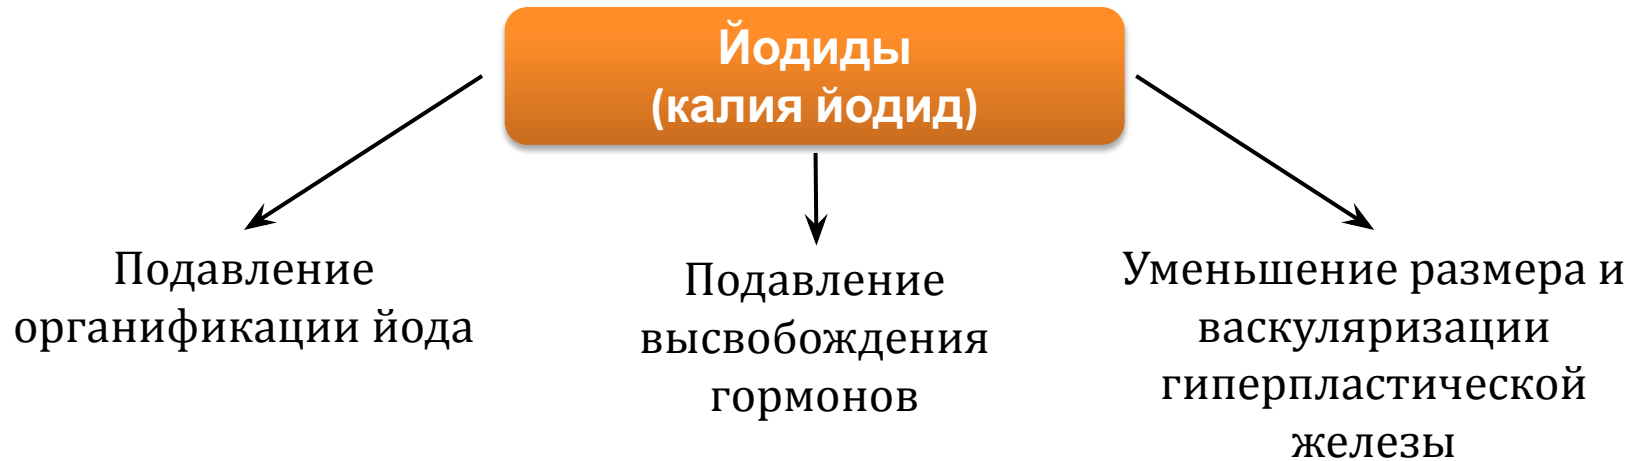 Йодиды
(калия йодид)
Подавление
органификации йода
Подавление
высвобождения
гормонов
Уменьшение размера и
васкуляризации
гиперпластической
железы